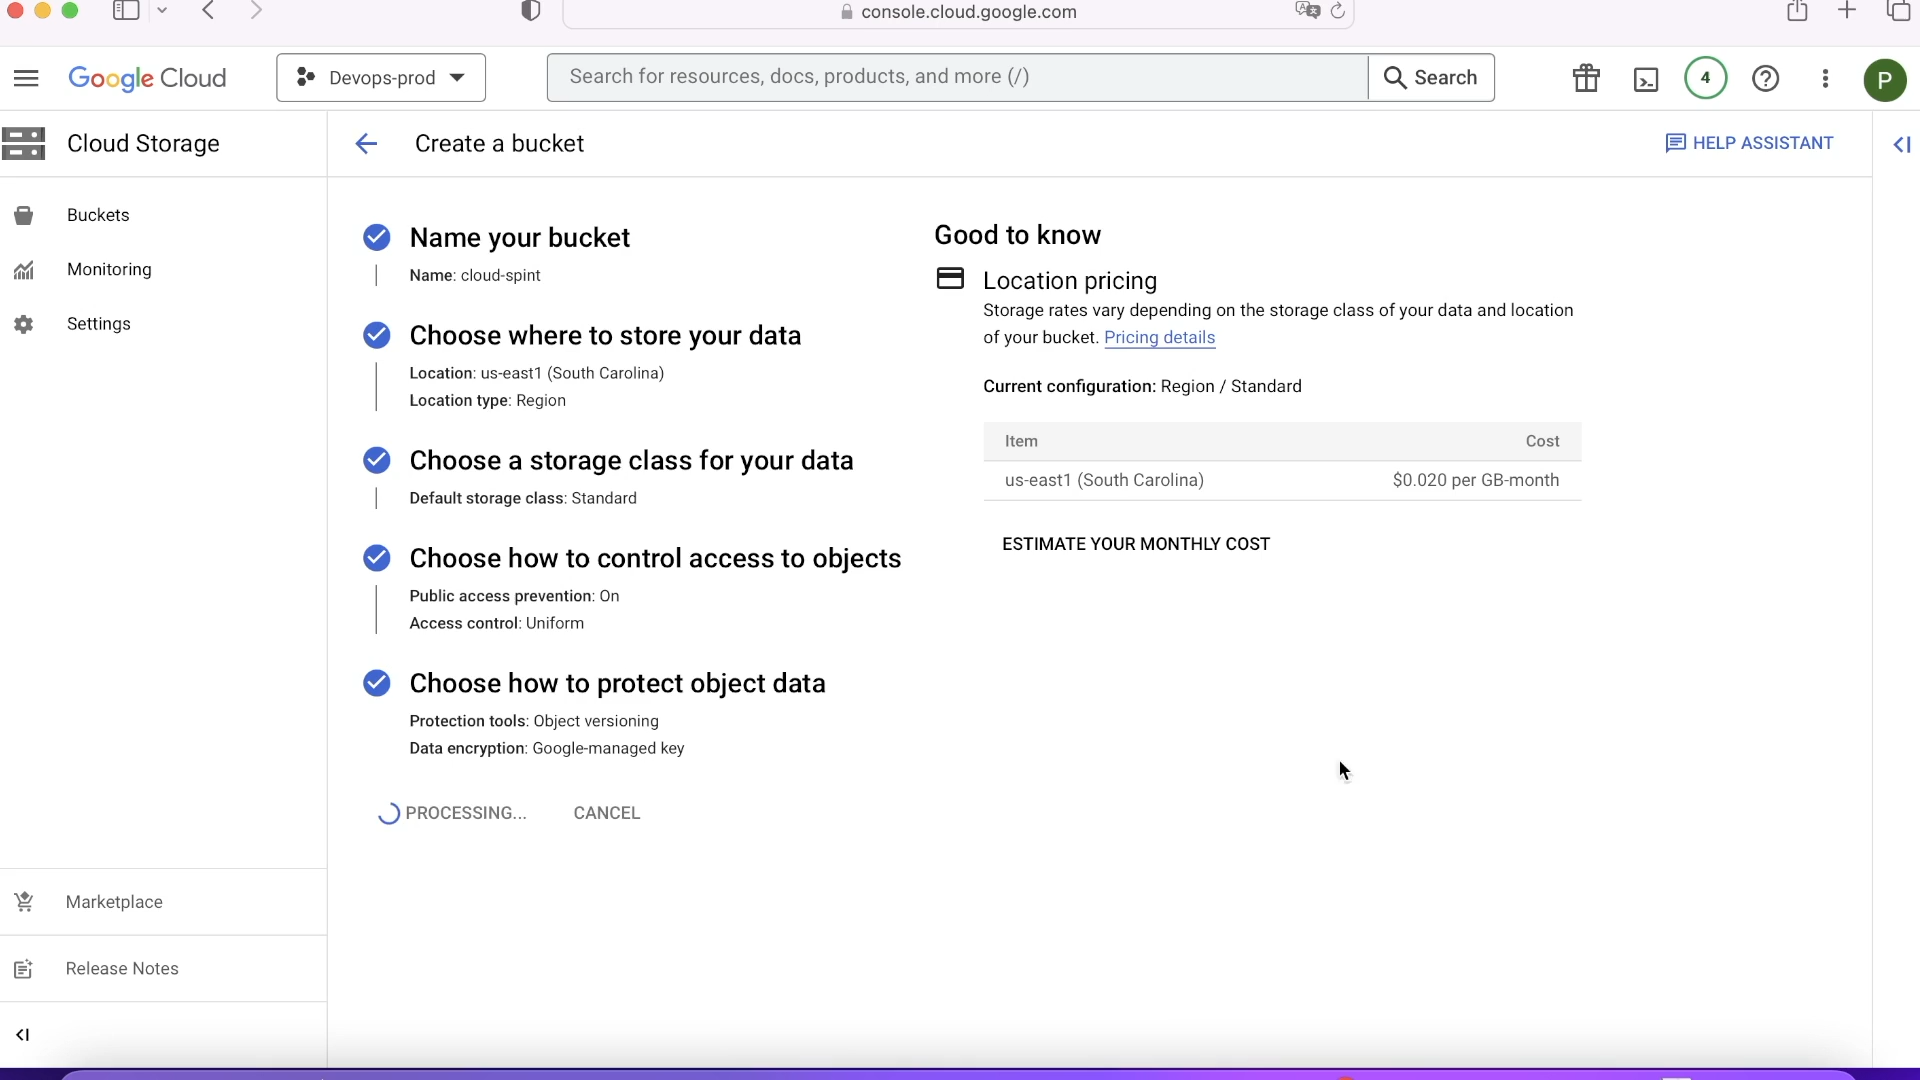 console.cloud.google.com
Google Cloud
Devops-prod
Search for resources, docs, products, and more (/)
Search
4
P
Cloud Storage
Create a bucket
HELP ASSISTANT
Buckets
Monitoring
Settings
Name your bucket
Name: cloud-spint
Choose where to store your data
Location: us-east1 (South Carolina)
Location type: Region
Choose a storage class for your data
Default storage class: Standard
Choose how to control access to objects
Public access prevention: On
Access control: Uniform
Choose how to protect object data
Protection tools: Object versioning
Data encryption: Google-managed key
PROCESSING... CANCEL
Good to know
Location pricing
Storage rates vary depending on the storage class of your data and location
of your bucket. Pricing details
Current configuration: Region / Standard
Item Cost
us-east1 (South Carolina) $0.020 per GB-month
ESTIMATE YOUR MONTHLY COST
Marketplace
Release Notes